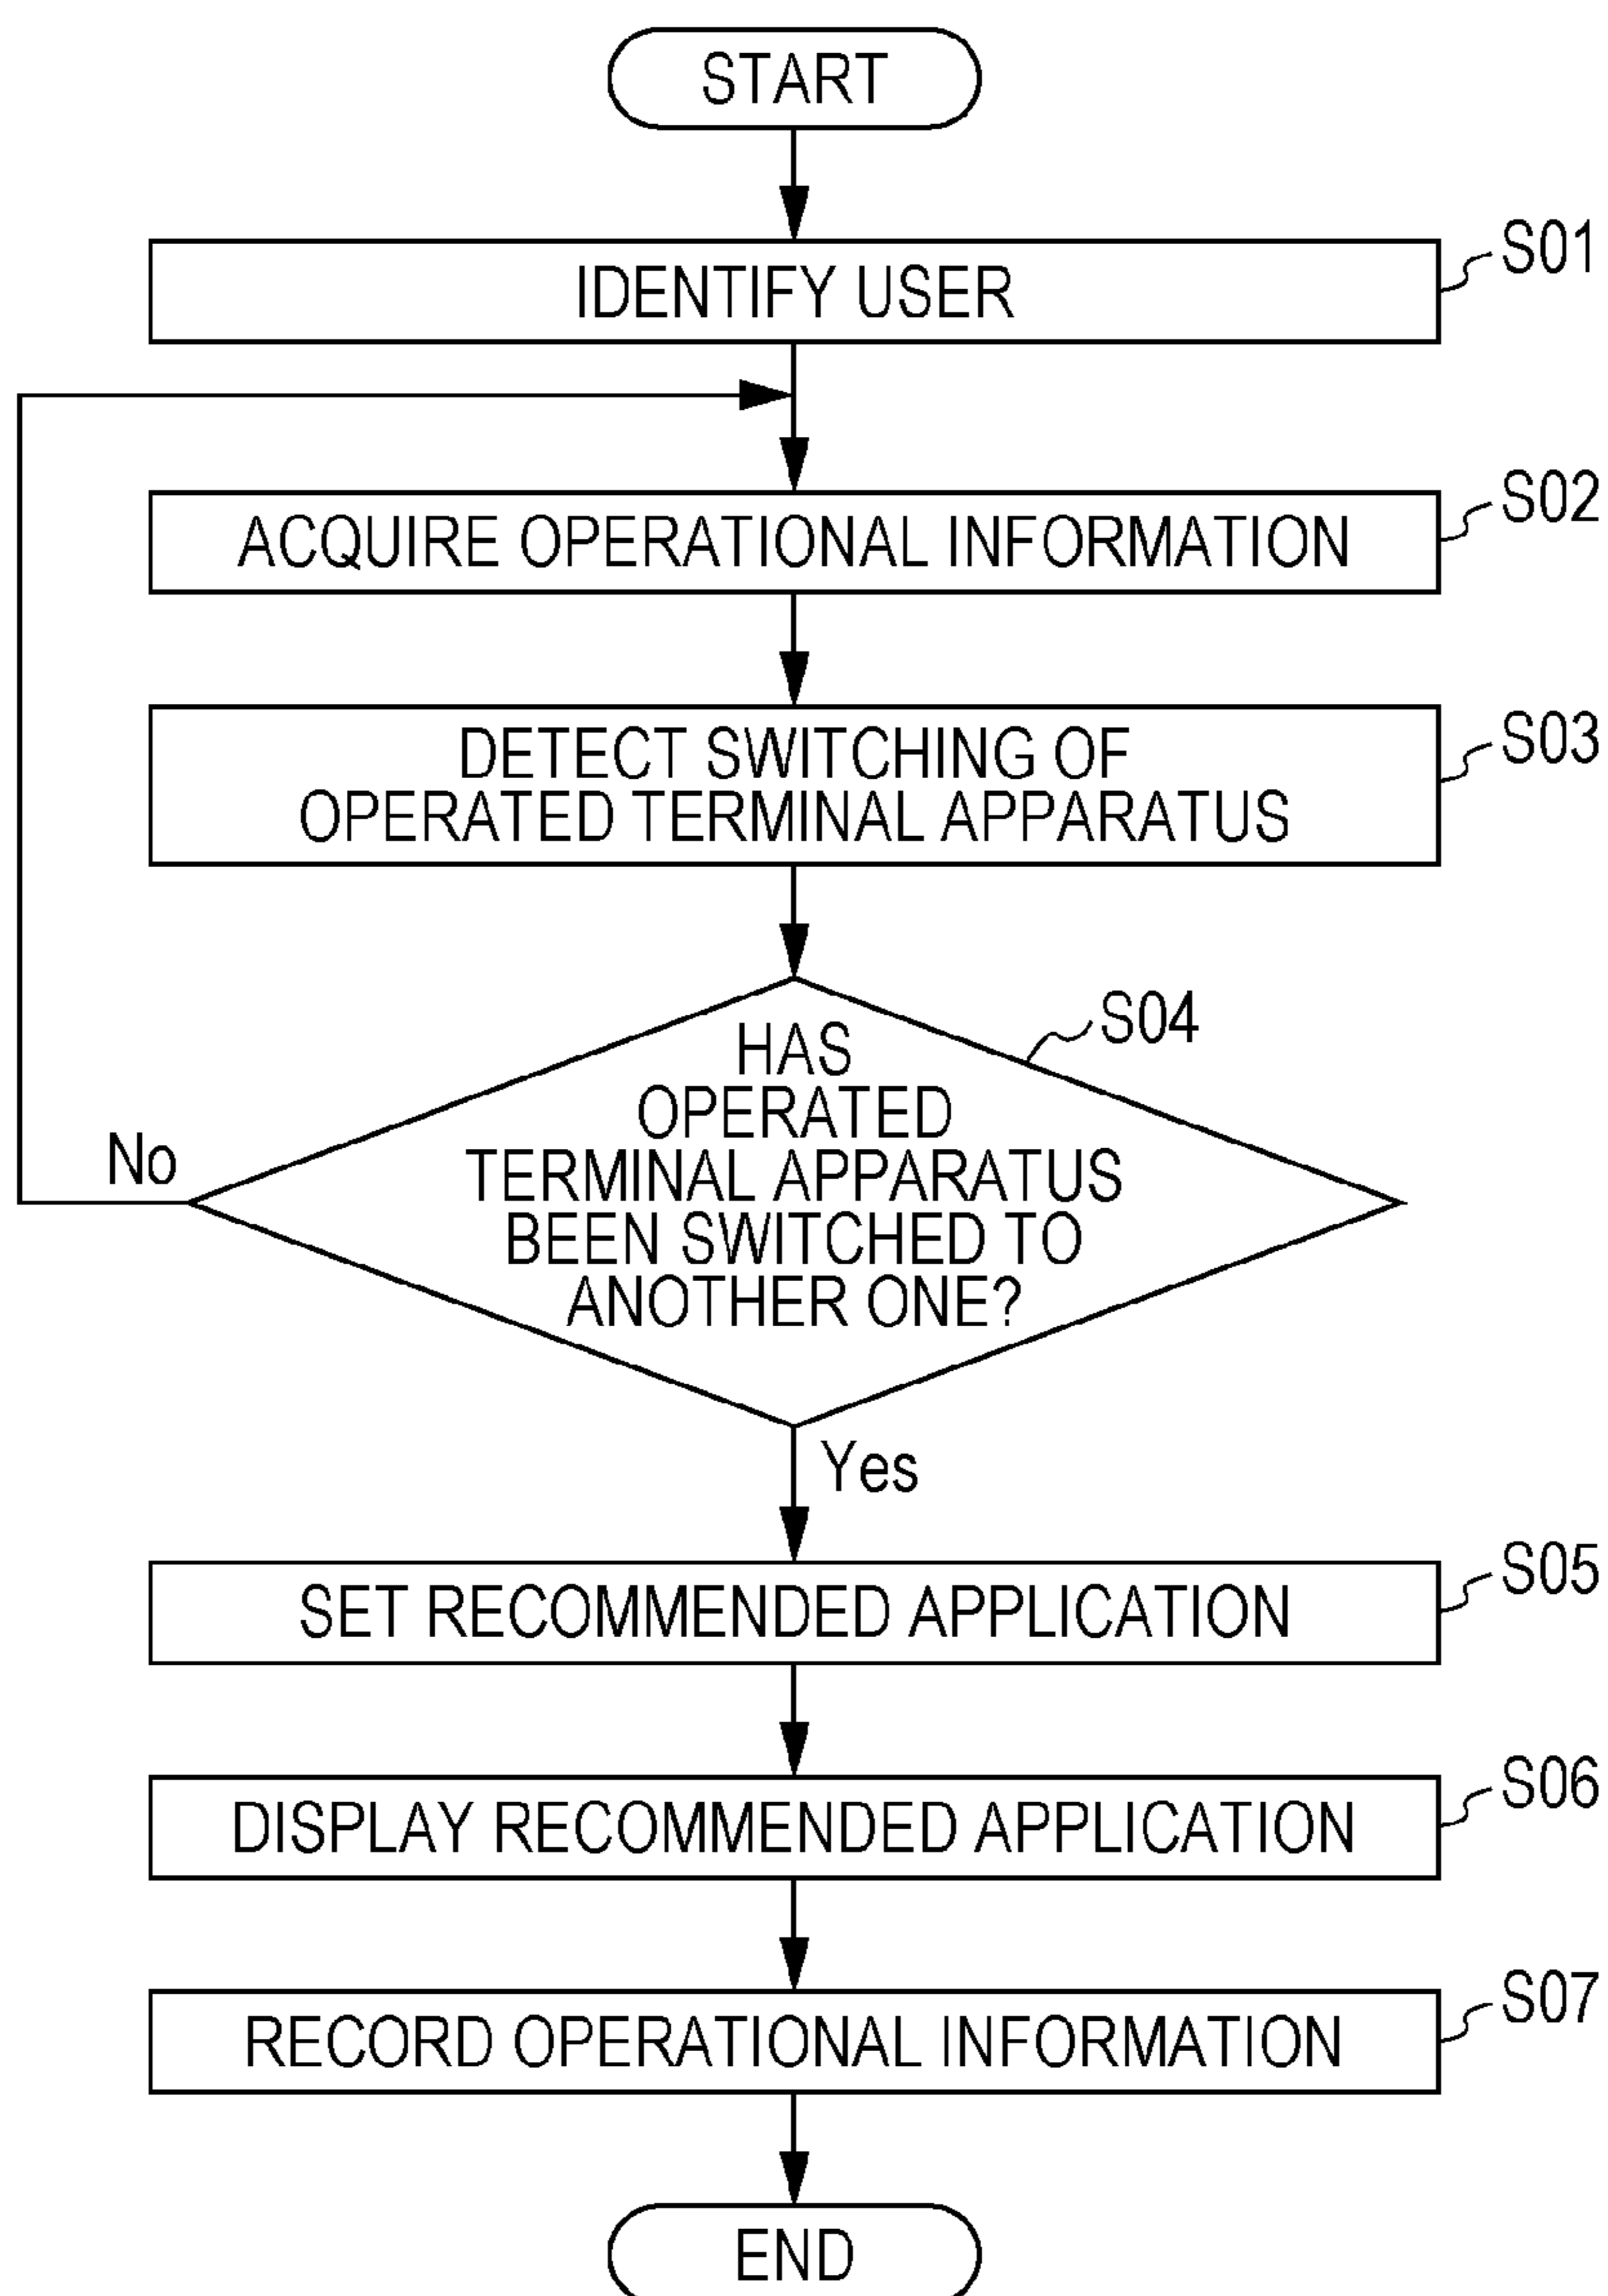 START
IDENTIFY USER
S01
ACQUIRE OPERATIONAL INFORMATION
S02
DETECT SWITCHING OF
OPERATED TERMINAL APPARATUS
S03
HAS
OPERATED
TERMINAL APPARATUS
BEEN SWITCHED TO
ANOTHER ONE?
S04
No
Yes
SET RECOMMENDED APPLICATION
S05
DISPLAY RECOMMENDED APPLICATION
S06
RECORD OPERATIONAL INFORMATION
S07
END